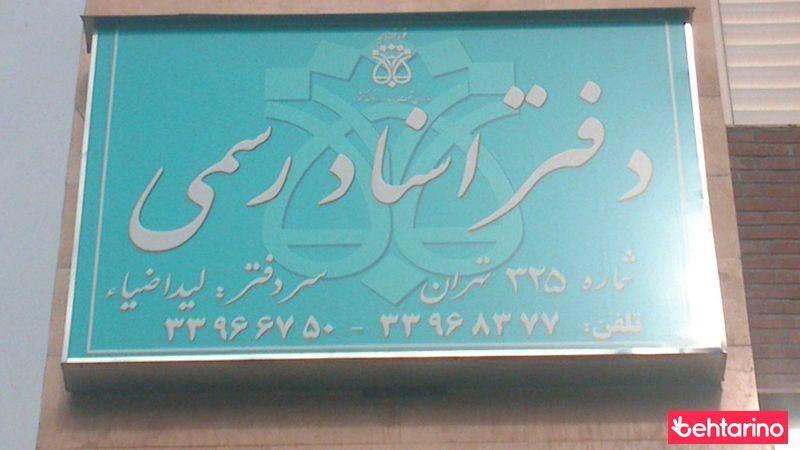 دفتر اسناد رسمی
شماره ۳۲۵ تهران سردفتر: لیدا ضیاء
تلفن: ۳۳۹۶۸۳۷۷ - ۳۳۹۶۶۷۵۰
behtarino